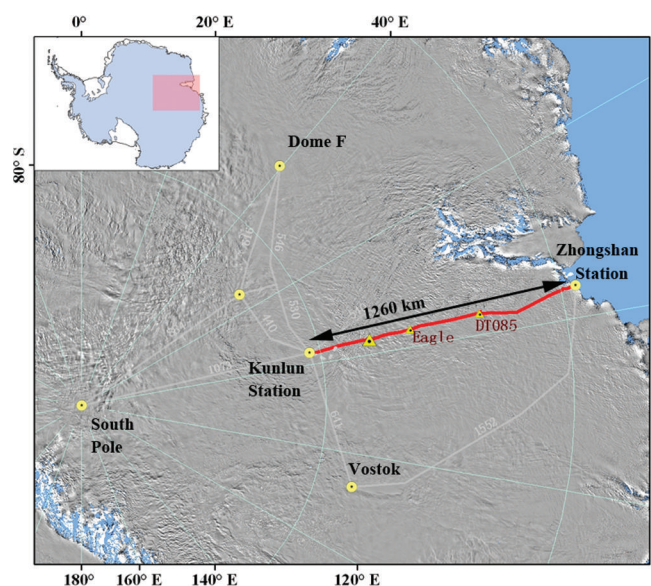 0° 20° E 40° E
80° S
Dome F
Zhongshan
Station
1260 km
DT085
Eagle
Kunlun
Station
South
Pole
Vostok
1552
180° 160° E 140° E 120° E